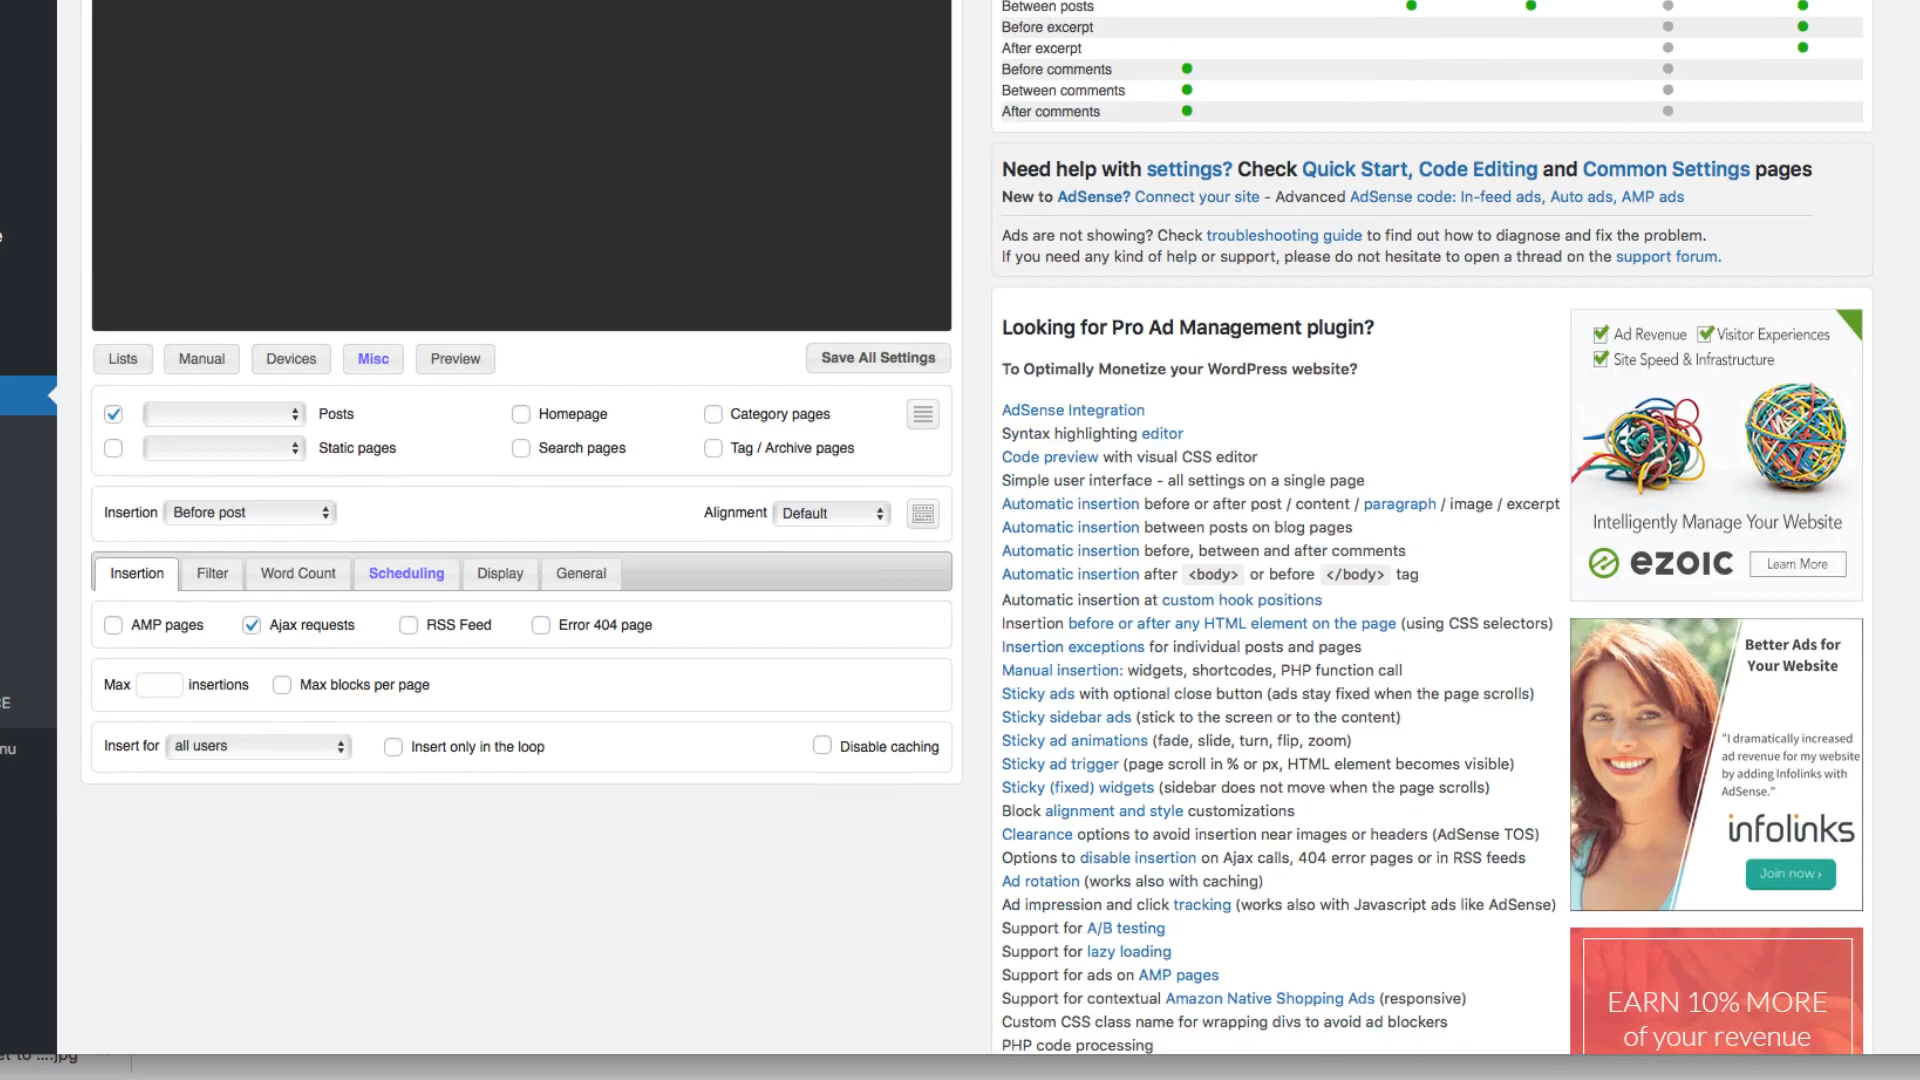 Between posts
Before excerpt
After excerpt
Before comments
Between comments
After comments
Need help with settings? Check Quick Start, Code Editing and Common Settings pages
New to AdSense? Connect your site - Advanced AdSense code: In-feed ads, Auto ads, AMP ads
Ads are not showing? Check troubleshooting guide to find out how to diagnose and fix the problem.
If you need any kind of help or support, please do not hesitate to open a thread on the support forum.
Lists Manual Devices Misc Preview Save All Settings
Posts Homepage Category pages
Static pages Search pages Tag / Archive pages
Insertion Before post Alignment Default
Insertion Filter Word Count Scheduling Display General
AMP pages Ajax requests RSS Feed Error 404 page
Max insertions Max blocks per page
Insert for all users Insert only in the loop Disable caching
Looking for Pro Ad Management plugin?
To Optimally Monetize your WordPress website?
AdSense Integration
Syntax highlighting editor
Code preview with visual CSS editor
Simple user interface - all settings on a single page
Automatic insertion before or after post / content / paragraph / image / excerpt
Automatic insertion between posts on blog pages
Automatic insertion before, between and after comments
Automatic insertion after <body> or before </body> tag
Automatic insertion at custom hook positions
Insertion before or after any HTML element on the page (using CSS selectors)
Insertion exceptions for individual posts and pages
Manual insertion: widgets, shortcodes, PHP function call
Sticky ads with optional close button (ads stay fixed when the page scrolls)
Sticky sidebar ads (stick to the screen or to the content)
Sticky ad animations (fade, slide, turn, flip, zoom)
Sticky ad trigger (page scroll in % or px, HTML element becomes visible)
Sticky (fixed) widgets (sidebar does not move when the page scrolls)
Block alignment and style customizations
Clearance options to avoid insertion near images or headers (AdSense TOS)
Options to disable insertion on Ajax calls, 404 error pages or in RSS feeds
Ad rotation (works also with caching)
Ad impression and click tracking (works also with Javascript ads like AdSense)
Support for A/B testing
Support for lazy loading
Support for ads on AMP pages
Support for contextual Amazon Native Shopping Ads (responsive)
Custom CSS class name for wrapping divs to avoid ad blockers
PHP code processing
Ad Revenue Visitor Experiences
Site Speed & Infrastructure
Intelligently Manage Your Website
ezoic Learn More
Better Ads for
Your Website
"I dramatically increased
ad revenue for my website
by adding Infolinks with
AdSense."
infolinks
Join now ›
EARN 10% MORE
of your revenue